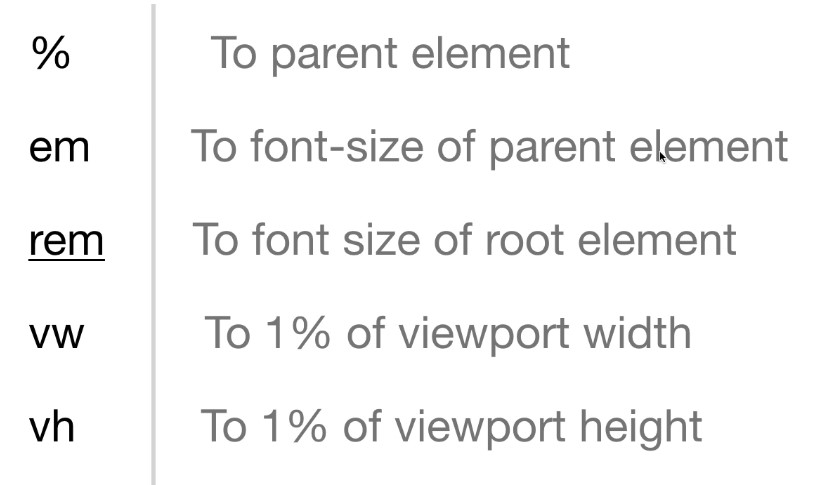 % To parent element
em To font-size of parent element
rem To font size of root element
vw To 1% of viewport width
vh To 1% of viewport height